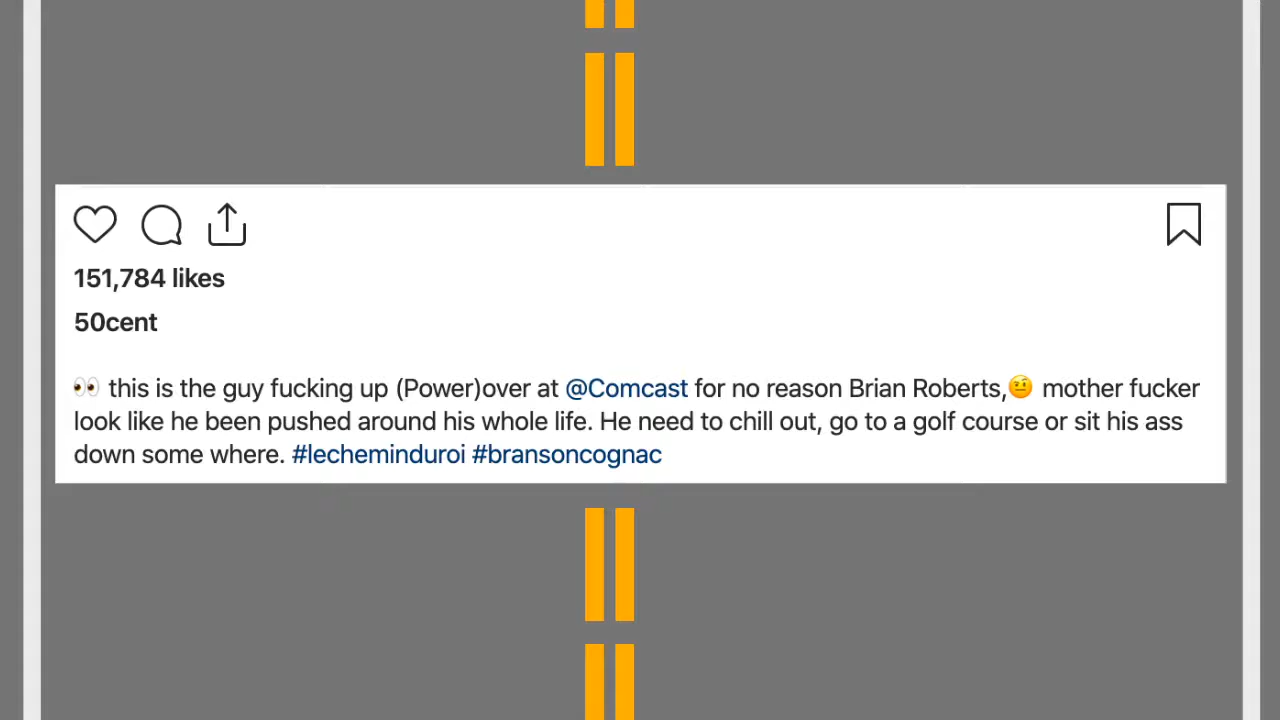 151,784 likes
50cent
👀 this is the guy fucking up (Power)over at @Comcast for no reason Brian Roberts,🤨 mother fucker
look like he been pushed around his whole life. He need to chill out, go to a golf course or sit his ass
down some where. #lecheminduroi #bransoncognac